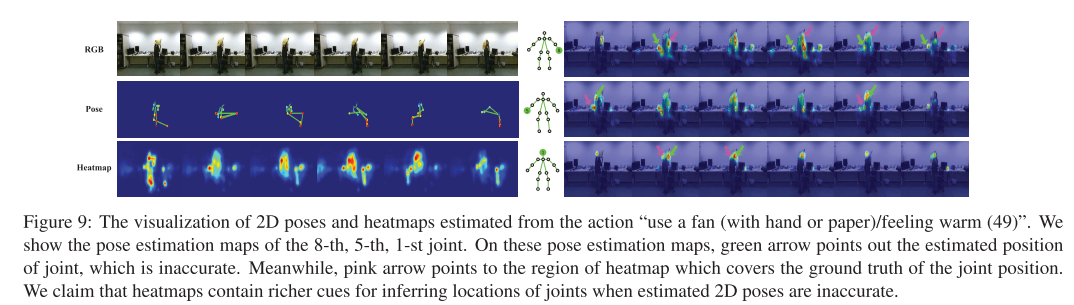 RGB
Pose
Heatmap
Figure 9: The visualization of 2D poses and heatmaps estimated from the action “use a fan (with hand or paper)/feeling warm (49)”. We
show the pose estimation maps of the 8-th, 5-th, 1-st joint. On these pose estimation maps, green arrow points out the estimated position
of joint, which is inaccurate. Meanwhile, pink arrow points to the region of heatmap which covers the ground truth of the joint position.
We claim that heatmaps contain richer cues for inferring locations of joints when estimated 2D poses are inaccurate.